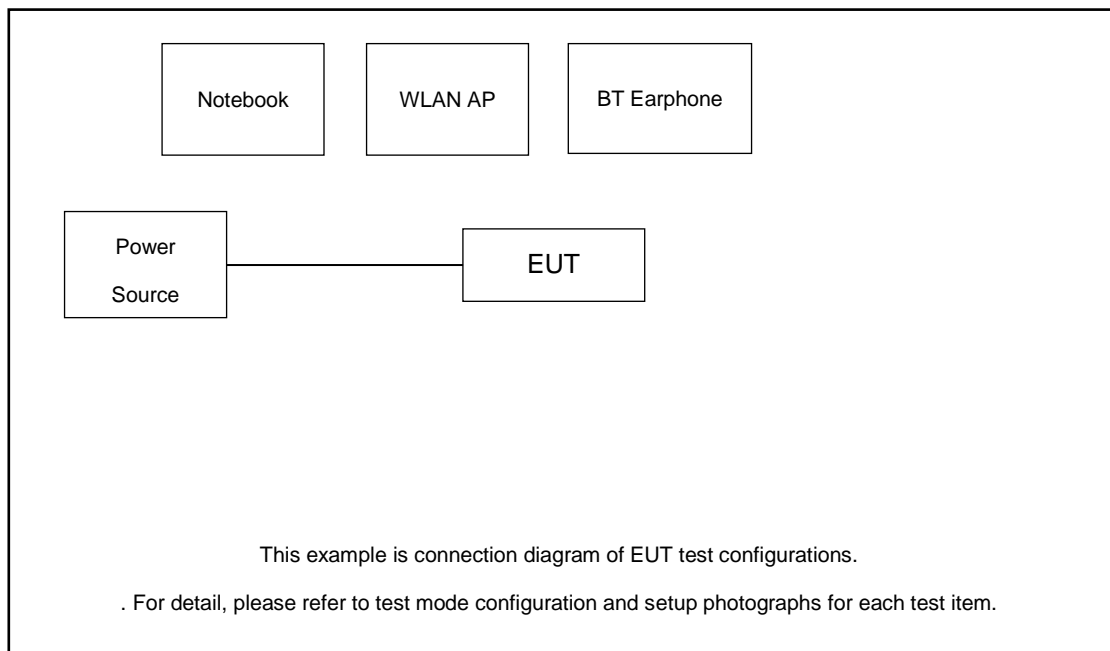 Notebook
WLAN AP
BT Earphone
Power
Source
EUT
This example is connection diagram of EUT test configurations.
. For detail, please refer to test mode configuration and setup photographs for each test item.